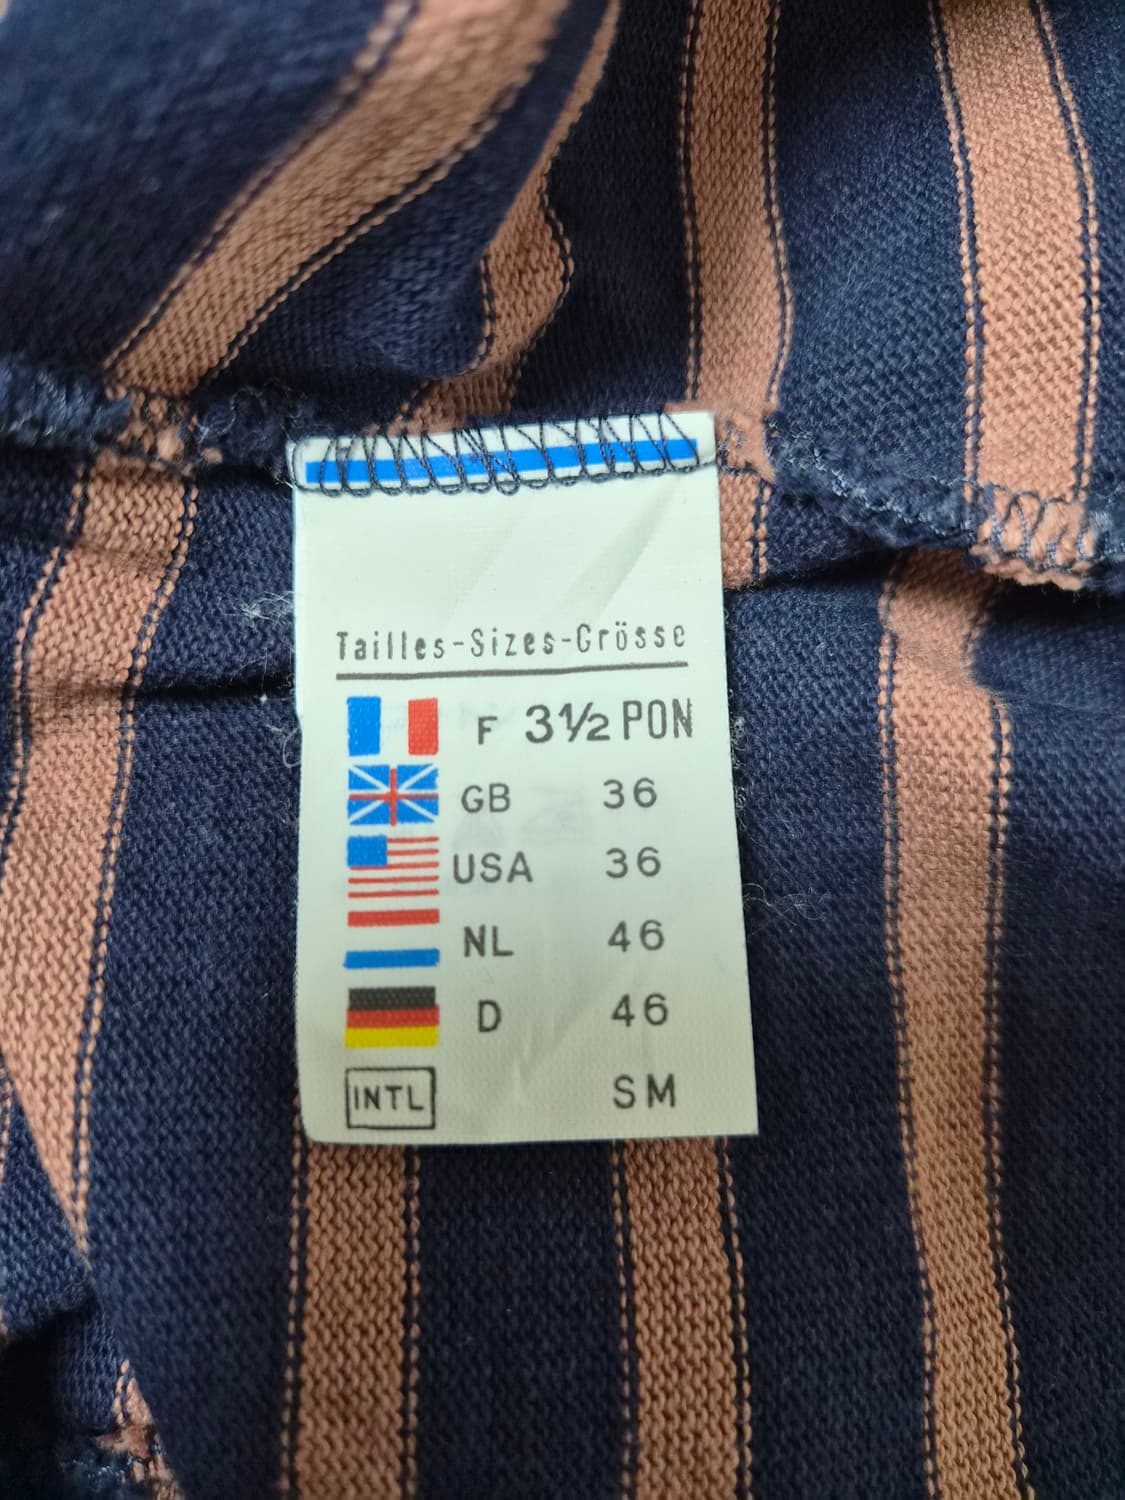 Tailles-Sizes-Grösse
F 3½ PON
GB 36
USA 36
NL 46
D 46
INTL SM